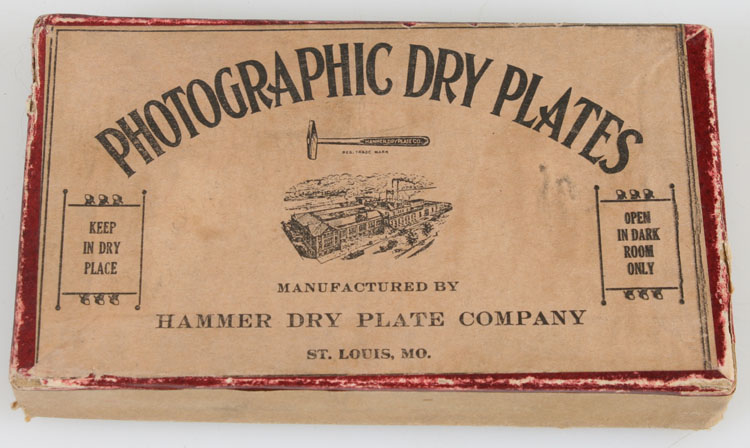 PHOTOGRAPHIC DRY PLATES
HAMMER DRY PLATE CO.
REG. TRADE MARK
KEEP
IN DRY
PLACE
OPEN
IN DARK
ROOM
ONLY
MANUFACTURED BY
HAMMER DRY PLATE COMPANY
ST. LOUIS, MO.